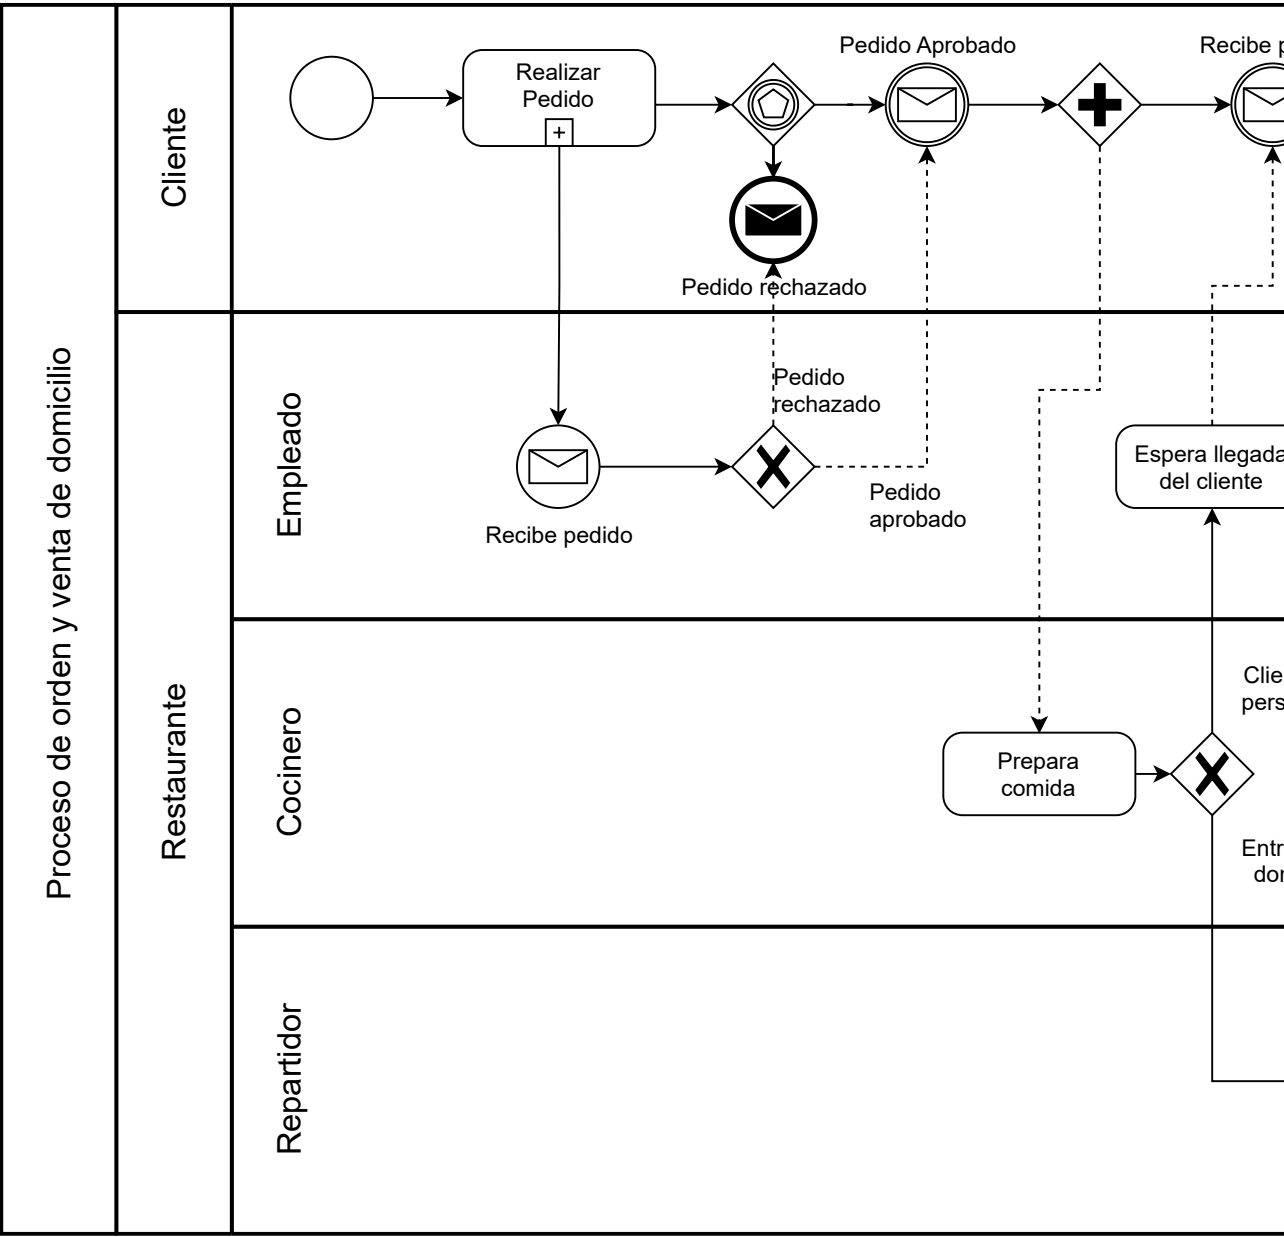 Proceso de orden y venta de domicilio
Cliente
Realizar
Pedido
Pedido Aprobado
Recibe
Pedido rechazado
Restaurante
Empleado
Pedido
rechazado
Pedido
aprobado
Recibe pedido
Espera llegada
del cliente
Cocinero
Prepara
comida
Repartidor